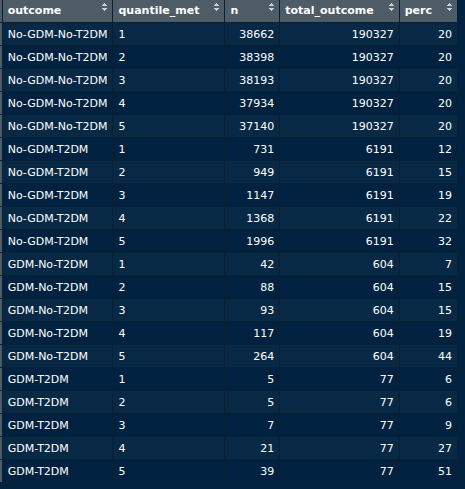 outcome quantile_met n total_outcome perc
No-GDM-No-T2DM 1 38662 190327 20
No-GDM-No-T2DM 2 38398 190327 20
No-GDM-No-T2DM 3 38193 190327 20
No-GDM-No-T2DM 4 37934 190327 20
No-GDM-No-T2DM 5 37140 190327 20
No-GDM-T2DM 1 731 6191 12
No-GDM-T2DM 2 949 6191 15
No-GDM-T2DM 3 1147 6191 19
No-GDM-T2DM 4 1368 6191 22
No-GDM-T2DM 5 1996 6191 32
GDM-No-T2DM 1 42 604 7
GDM-No-T2DM 2 88 604 15
GDM-No-T2DM 3 93 604 15
GDM-No-T2DM 4 117 604 19
GDM-No-T2DM 5 264 604 44
GDM-T2DM 1 5 77 6
GDM-T2DM 2 5 77 6
GDM-T2DM 3 7 77 9
GDM-T2DM 4 21 77 27
GDM-T2DM 5 39 77 51